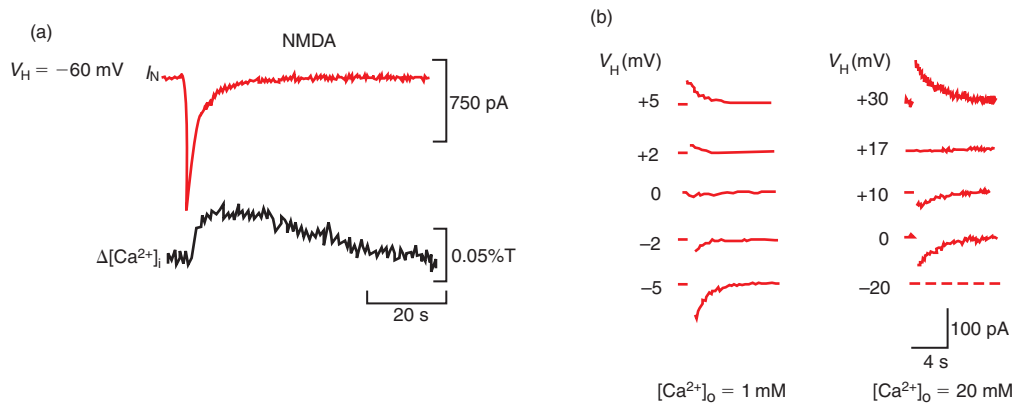 (a)
NMDA
V_H = −60 mV
I_N
750 pA
Δ[Ca²⁺]ᵢ
0.05%T
20 s
(b)
V_H (mV)
+5
+2
0
−2
−5
[Ca²⁺]ₒ = 1 mM
V_H (mV)
+30
+17
+10
0
−20
100 pA
4 s
[Ca²⁺]ₒ = 20 mM